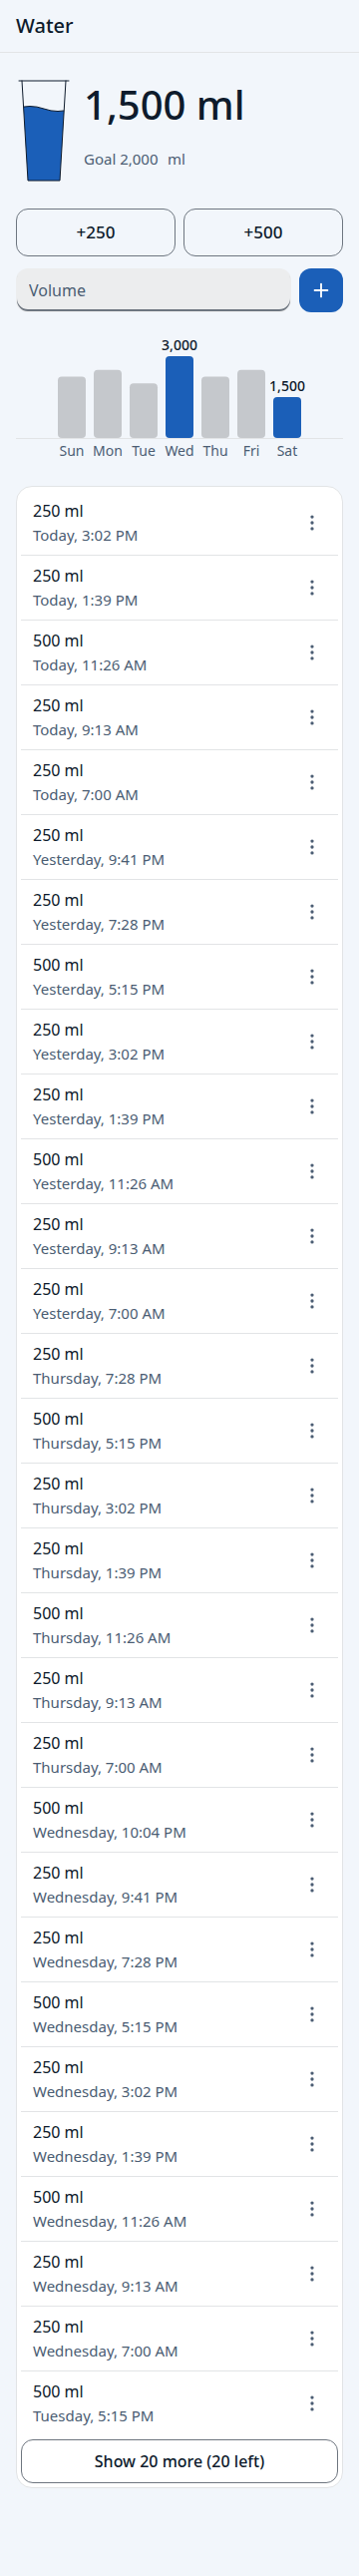 Water
1,500 ml
Goal 2,000 ml
+250
+500
Volume
3,000
1,500
Sun Mon Tue Wed Thu Fri Sat
250 ml
Today, 3:02 PM
250 ml
Today, 1:39 PM
500 ml
Today, 11:26 AM
250 ml
Today, 9:13 AM
250 ml
Today, 7:00 AM
250 ml
Yesterday, 9:41 PM
250 ml
Yesterday, 7:28 PM
500 ml
Yesterday, 5:15 PM
250 ml
Yesterday, 3:02 PM
250 ml
Yesterday, 1:39 PM
500 ml
Yesterday, 11:26 AM
250 ml
Yesterday, 9:13 AM
250 ml
Yesterday, 7:00 AM
250 ml
Thursday, 7:28 PM
500 ml
Thursday, 5:15 PM
250 ml
Thursday, 3:02 PM
250 ml
Thursday, 1:39 PM
500 ml
Thursday, 11:26 AM
250 ml
Thursday, 9:13 AM
250 ml
Thursday, 7:00 AM
500 ml
Wednesday, 10:04 PM
250 ml
Wednesday, 9:41 PM
250 ml
Wednesday, 7:28 PM
500 ml
Wednesday, 5:15 PM
250 ml
Wednesday, 3:02 PM
250 ml
Wednesday, 1:39 PM
500 ml
Wednesday, 11:26 AM
250 ml
Wednesday, 9:13 AM
250 ml
Wednesday, 7:00 AM
500 ml
Tuesday, 5:15 PM
Show 20 more (20 left)